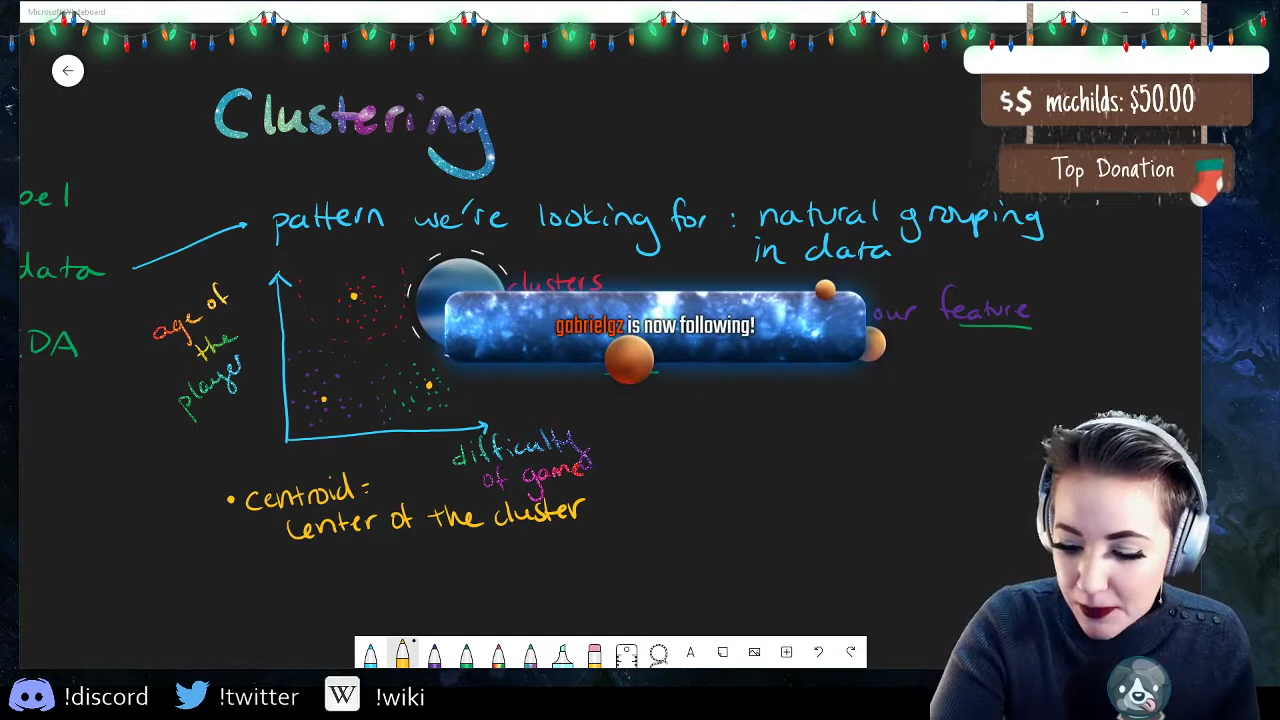 Microsoft Whiteboard
mcchilds: $50.00
Top Donation
Clustering
pattern we're looking for : natural grouping
in data
data
DA
clusters
gabrielgz is now following!
our feature
age of
the
player
difficulty
of game
• centroid =
center of the cluster
!discord
!twitter
W !wiki